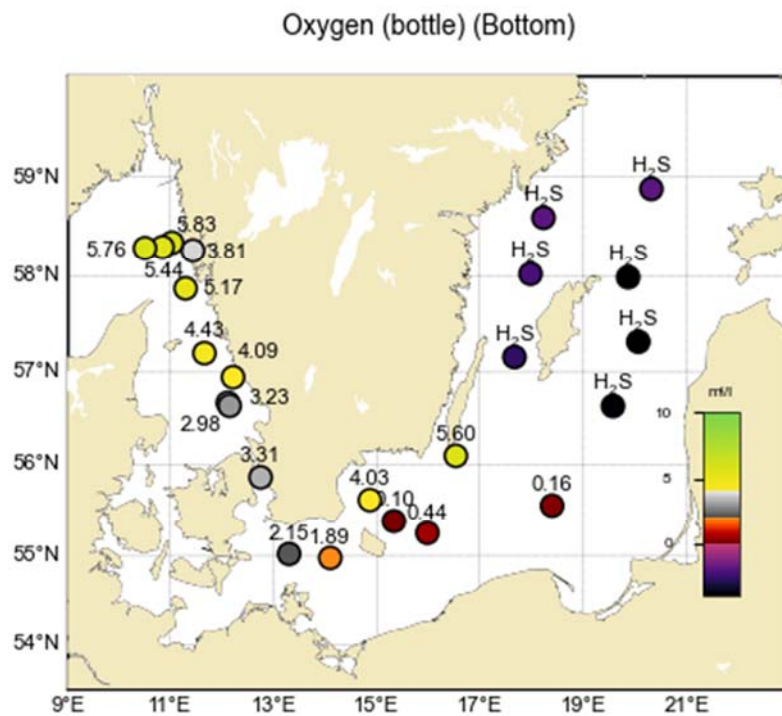 Oxygen (bottle) (Bottom)
59°N
58°N
57°N
56°N
55°N
54°N
9°E 11°E 13°E 15°E 17°E 19°E 21°E
5.83
5.76
3.81
5.44
5.17
4.43
4.09
3.23
2.98
3.31
2.15
1.89
4.03
0.10
0.44
5.60
0.16
H₂S
H₂S
H₂S
H₂S
H₂S
H₂S
H₂S
ml/l
10
5
0